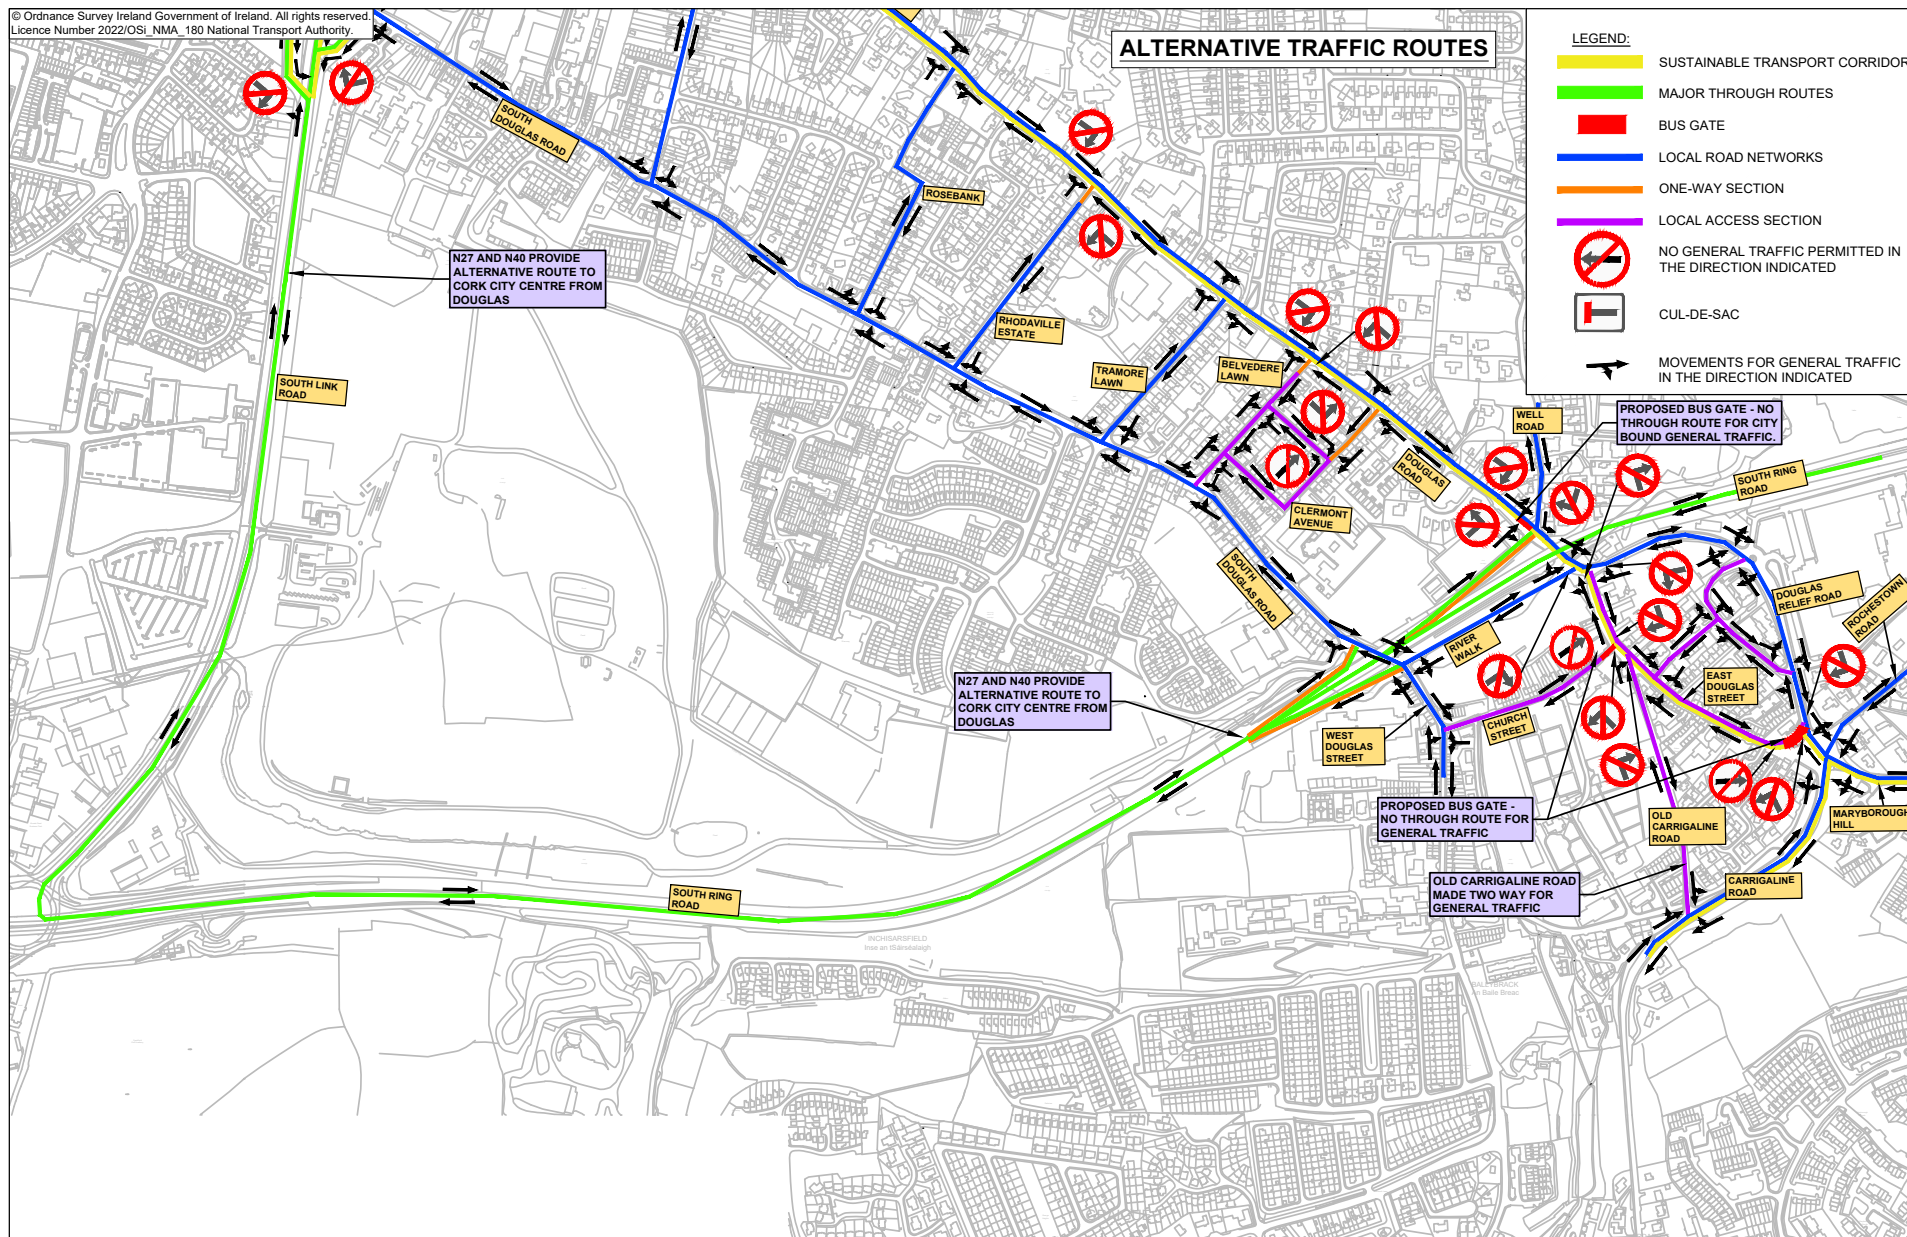 © Ordnance Survey Ireland Government of Ireland. All rights reserved.
Licence Number 2022/OSi_NMA_180 National Transport Authority.
ALTERNATIVE TRAFFIC ROUTES
LEGEND:
SUSTAINABLE TRANSPORT CORRIDOR
MAJOR THROUGH ROUTES
BUS GATE
LOCAL ROAD NETWORKS
ONE-WAY SECTION
LOCAL ACCESS SECTION
NO GENERAL TRAFFIC PERMITTED IN
THE DIRECTION INDICATED
CUL-DE-SAC
MOVEMENTS FOR GENERAL TRAFFIC
IN THE DIRECTION INDICATED
SOUTH
DOUGLAS ROAD
ROSEBANK
N27 AND N40 PROVIDE
ALTERNATIVE ROUTE TO
CORK CITY CENTRE FROM
DOUGLAS
RHODAVILLE
ESTATE
SOUTH LINK
ROAD
TRAMORE
LAWN
BELVEDERE
LAWN
WELL
ROAD
PROPOSED BUS GATE - NO
THROUGH ROUTE FOR CITY
BOUND GENERAL TRAFFIC.
DOUGLAS
ROAD
SOUTH RING
ROAD
CLERMONT
AVENUE
SOUTH
DOUGLAS ROAD
DOUGLAS
RELIEF ROAD
ROCHESTOWN
ROAD
RIVER
WALK
N27 AND N40 PROVIDE
ALTERNATIVE ROUTE TO
CORK CITY CENTRE FROM
DOUGLAS
EAST
DOUGLAS
STREET
CHURCH
STREET
WEST
DOUGLAS
STREET
PROPOSED BUS GATE -
NO THROUGH ROUTE FOR
GENERAL TRAFFIC
OLD
CARRIGALINE
ROAD
MARYBOROUGH
HILL
OLD CARRIGALINE ROAD
MADE TWO WAY FOR
GENERAL TRAFFIC
CARRIGALINE
ROAD
SOUTH RING
ROAD
INCHISARSFIELD
Inse an tSáirséalaigh
BALLYBRACK
An Baile Breac